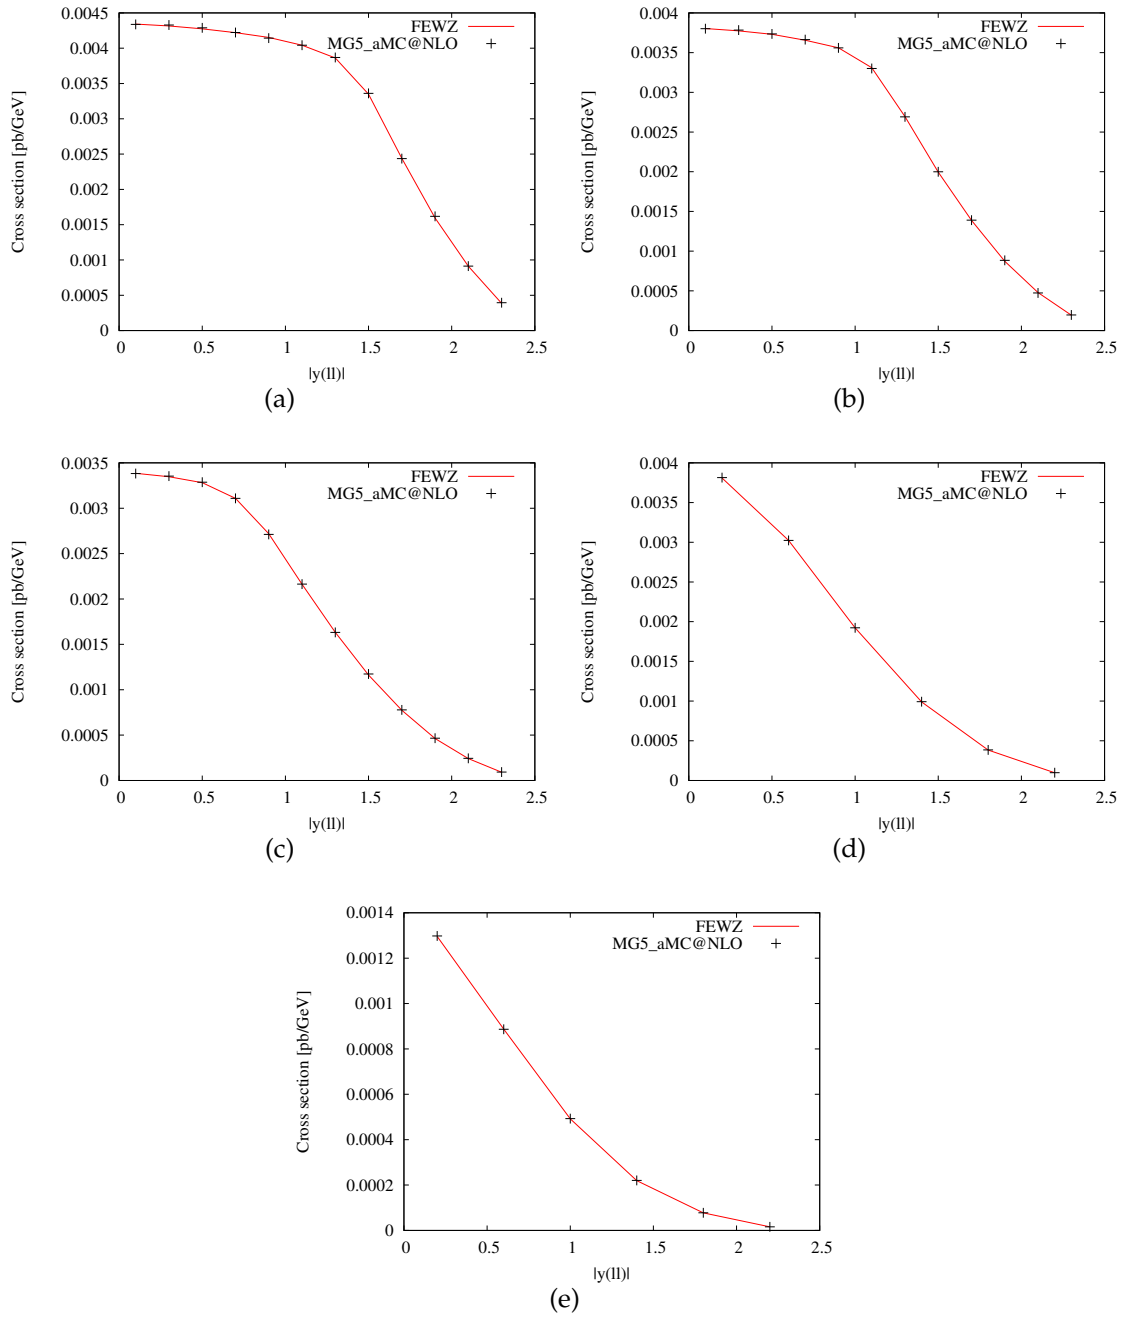 0.0045
0.004
0.0035
0.003
0.0025
0.002
0.0015
0.001
0.0005
0
Cross section [pb/GeV]
FEWZ
MG5_aMC@NLO
0 0.5 1 1.5 2 2.5
|y(ll)|
(a)
0.004
0.0035
0.003
0.0025
0.002
0.0015
0.001
0.0005
0
Cross section [pb/GeV]
FEWZ
MG5_aMC@NLO
0 0.5 1 1.5 2 2.5
|y(ll)|
(b)
0.0035
0.003
0.0025
0.002
0.0015
0.001
0.0005
0
Cross section [pb/GeV]
FEWZ
MG5_aMC@NLO
0 0.5 1 1.5 2 2.5
|y(ll)|
(c)
0.004
0.0035
0.003
0.0025
0.002
0.0015
0.001
0.0005
0
Cross section [pb/GeV]
FEWZ
MG5_aMC@NLO
0 0.5 1 1.5 2 2.5
|y(ll)|
(d)
0.0014
0.0012
0.001
0.0008
0.0006
0.0004
0.0002
0
Cross section [pb/GeV]
FEWZ
MG5_aMC@NLO
0 0.5 1 1.5 2 2.5
|y(ll)|
(e)